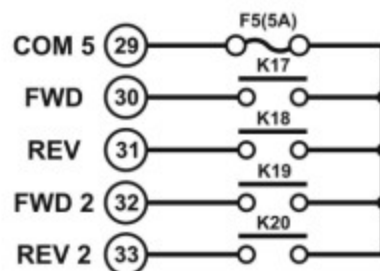 F5(5A)
COM 5 29
K17
FWD 30
K18
REV 31
K19
FWD 2 32
K20
REV 2 33